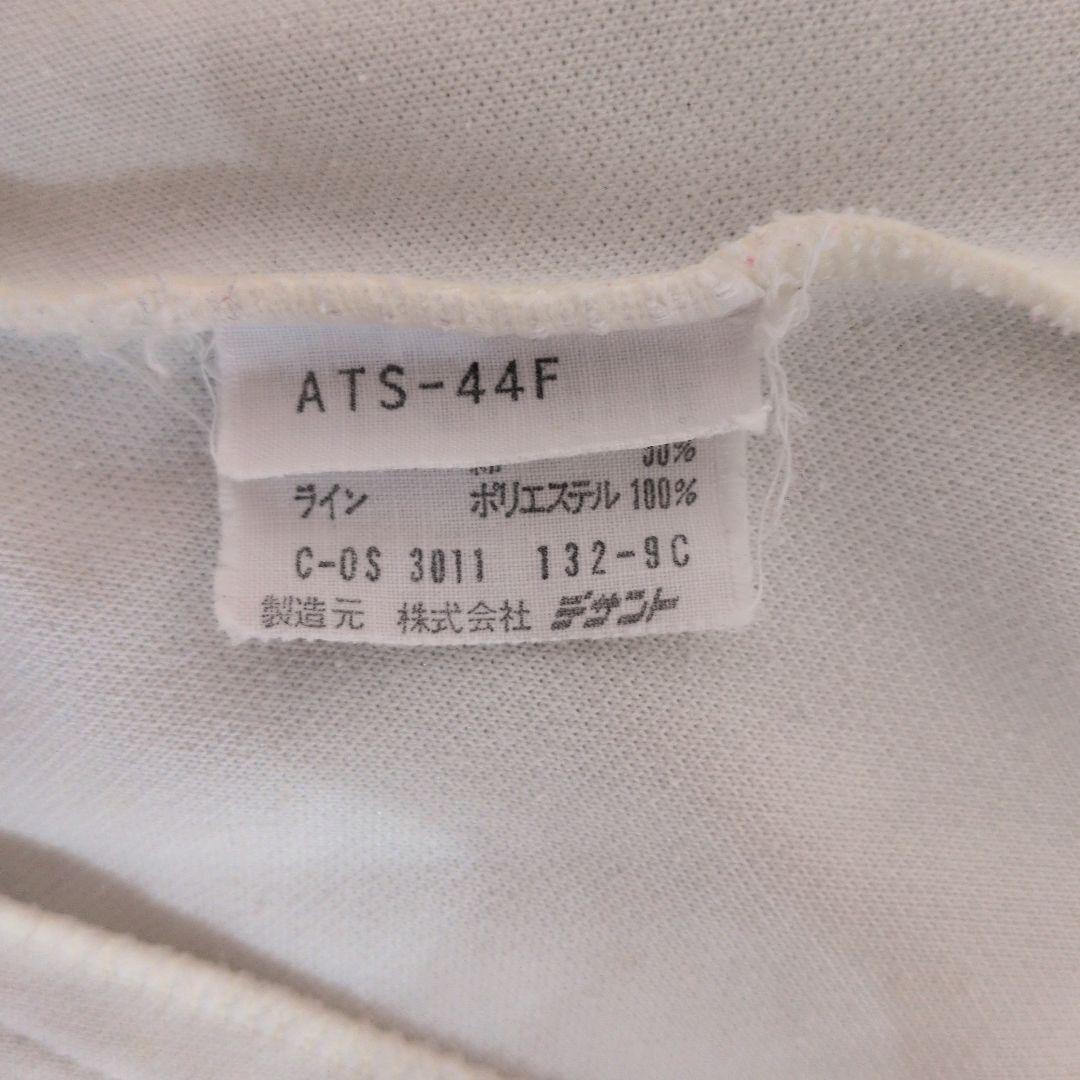 ATS-44F
ライン ポリエステル 100%
C-OS 3011 132-9C
製造元 株式会社 デサント